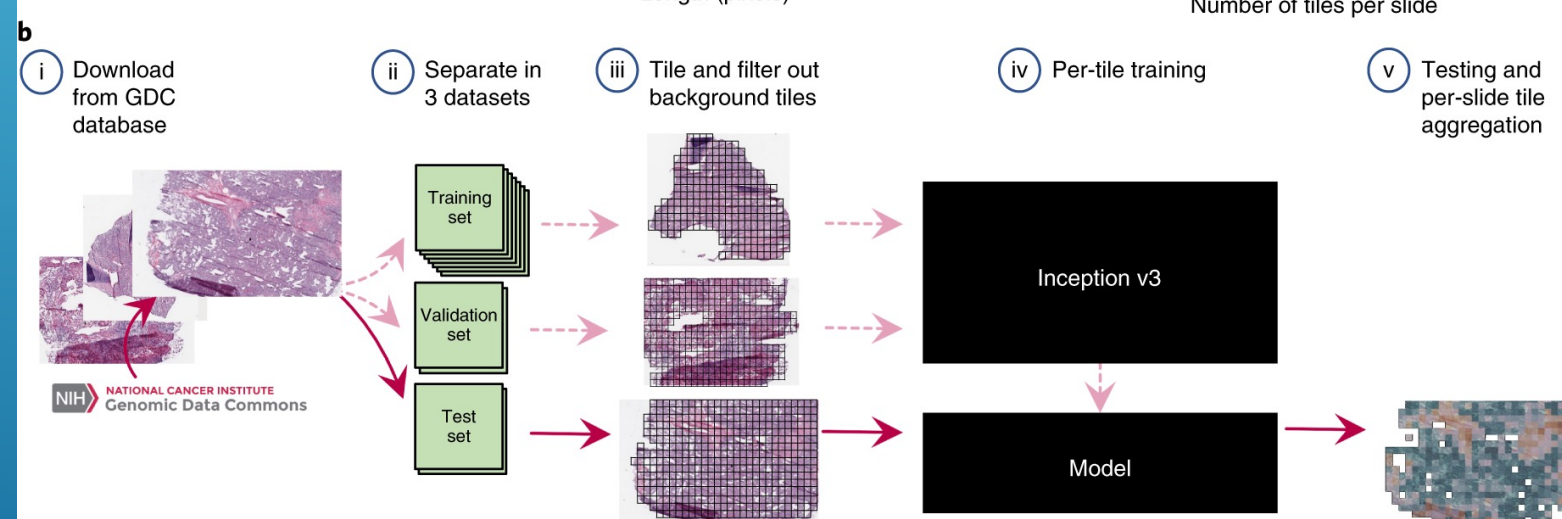 Number of tiles per slide
b
i
Download
from GDC
database
ii
Separate in
3 datasets
iii
Tile and filter out
background tiles
iv
Per-tile training
v
Testing and
per-slide tile
aggregation
Training
set
Validation
set
Test
set
Inception v3
Model
NIH
NATIONAL CANCER INSTITUTE
Genomic Data Commons